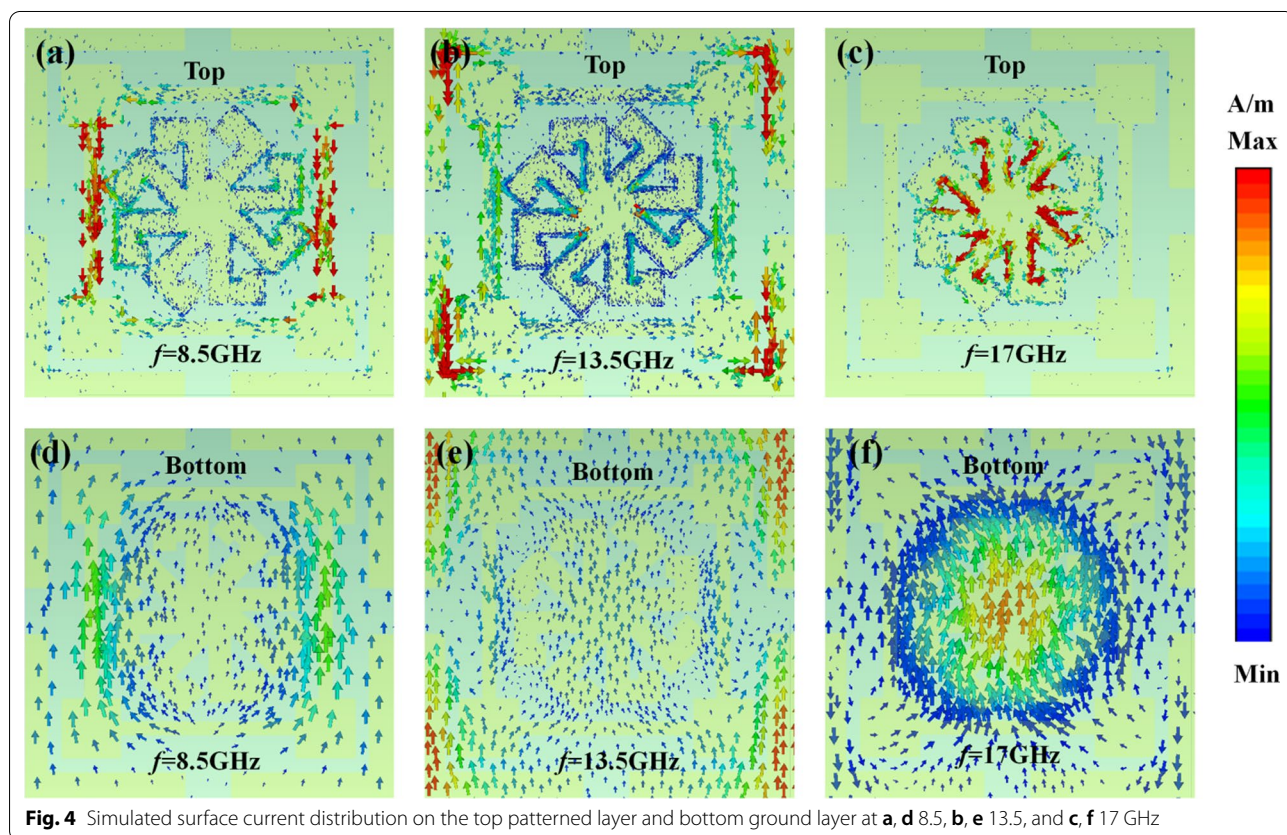 (a)
Top
f=8.5GHz
(b)
Top
f=13.5GHz
(c)
Top
f=17GHz
A/m
Max
Min
(d)
Bottom
f=8.5GHz
(e)
Bottom
f=13.5GHz
(f)
Bottom
f=17GHz
Fig. 4 Simulated surface current distribution on the top patterned layer and bottom ground layer at a, d 8.5, b, e 13.5, and c, f 17 GHz